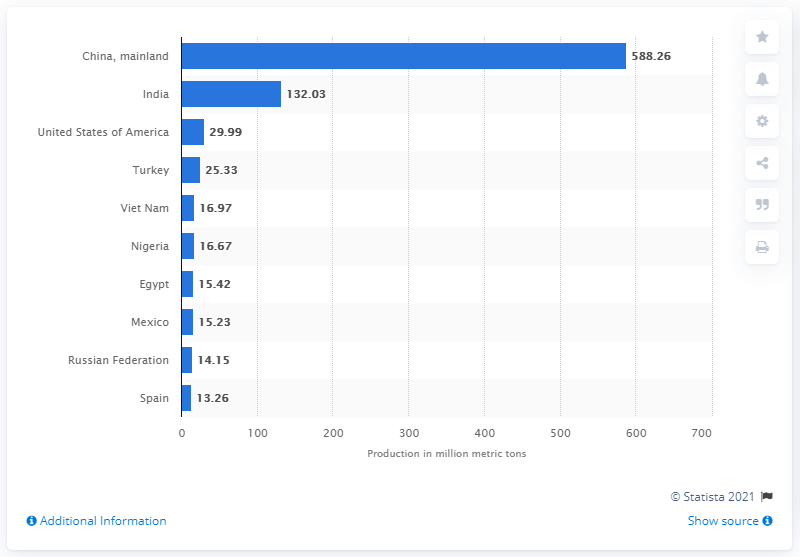 China, mainland 588.26
India 132.03
United States of America 29.99
Turkey 25.33
Viet Nam 16.97
Nigeria 16.67
Egypt 15.42
Mexico 15.23
Russian Federation 14.15
Spain 13.26
0 100 200 300 400 500 600 700
Production in million metric tons
© Statista 2021
Additional Information Show source